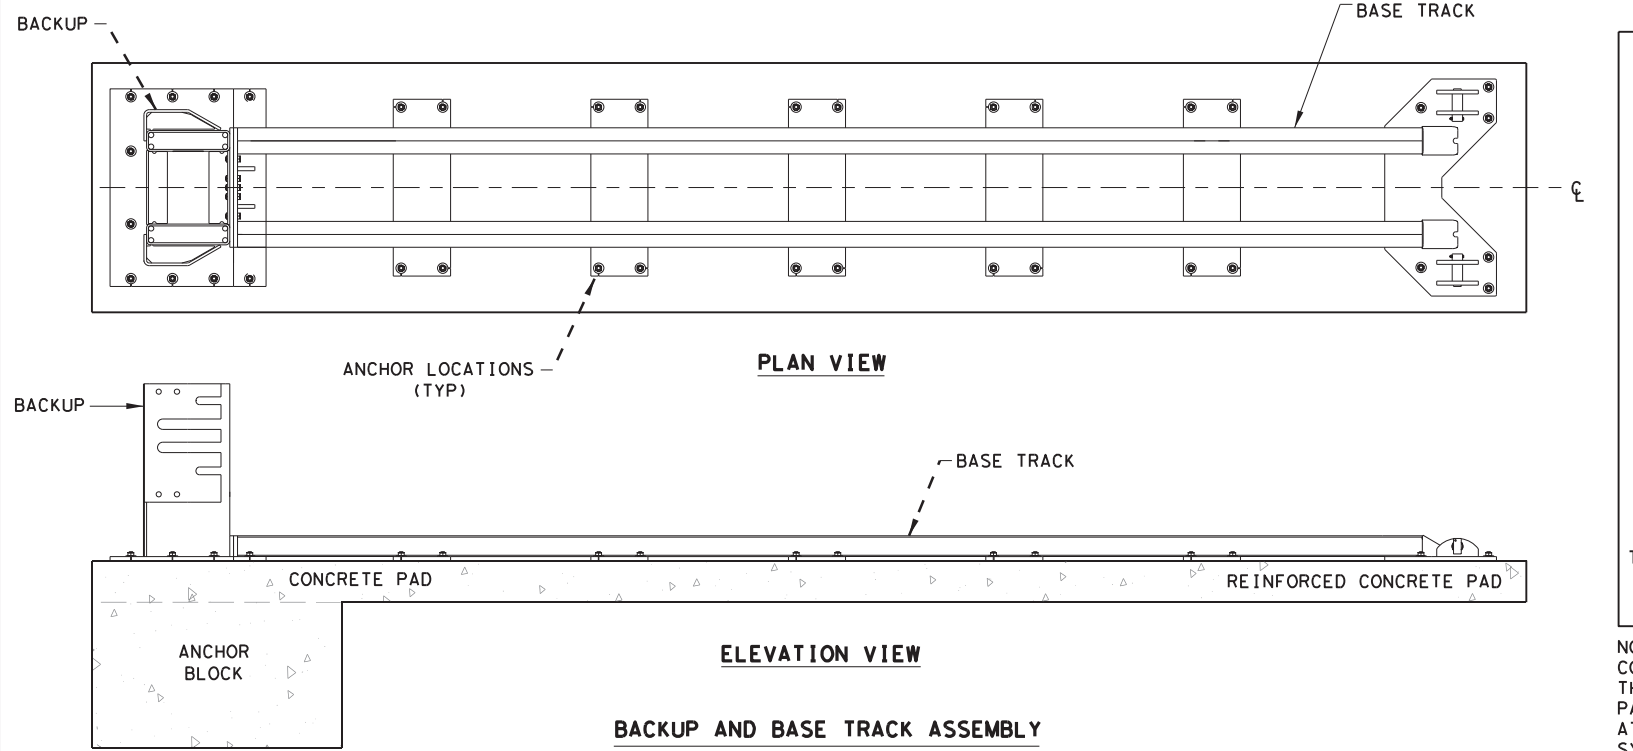 BACKUP
BASE TRACK
℄
ANCHOR LOCATIONS
(TYP)
PLAN VIEW
BACKUP
BASE TRACK
CONCRETE PAD
REINFORCED CONCRETE PAD
ANCHOR
BLOCK
ELEVATION VIEW
BACKUP AND BASE TRACK ASSEMBLY